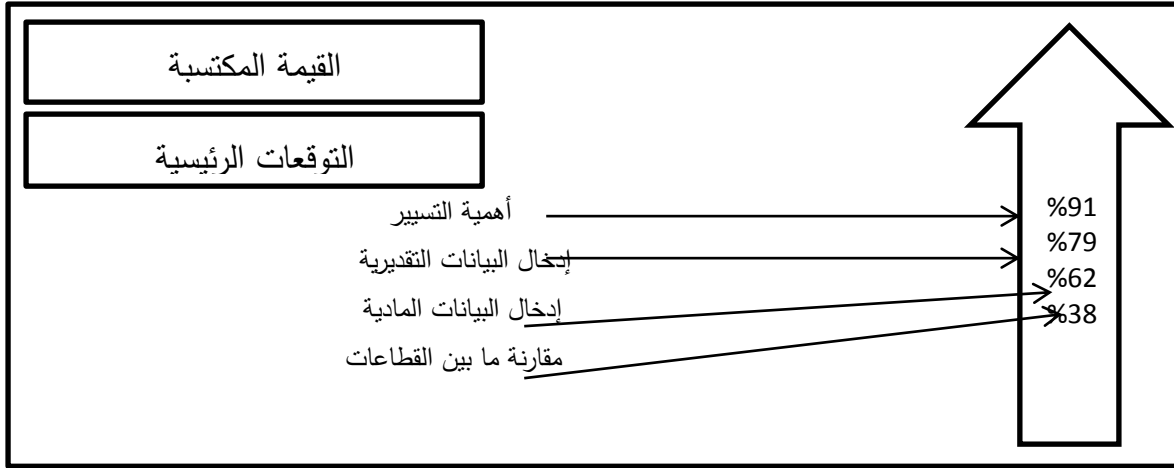 القيمة المكتسبة
التوقعات الرئيسية
أهمية التسيير
%91
إدخال البيانات التقديرية
%79
إدخال البيانات المادية
%62
مقارنة ما بين القطاعات
%38